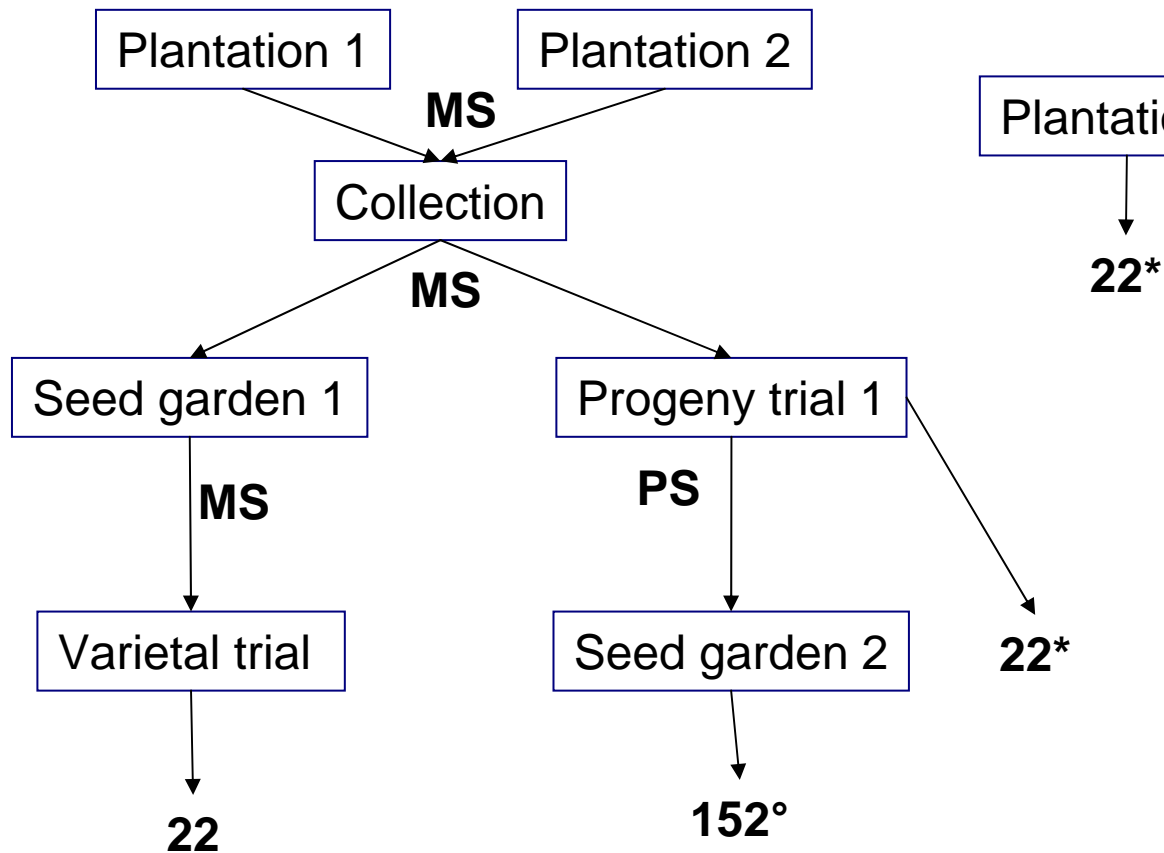 Plantation 1
Plantation 2
MS
Collection
MS
Seed garden 1
Progeny trial 1
MS
PS
Varietal trial
Seed garden 2
22*
22
152°
22*